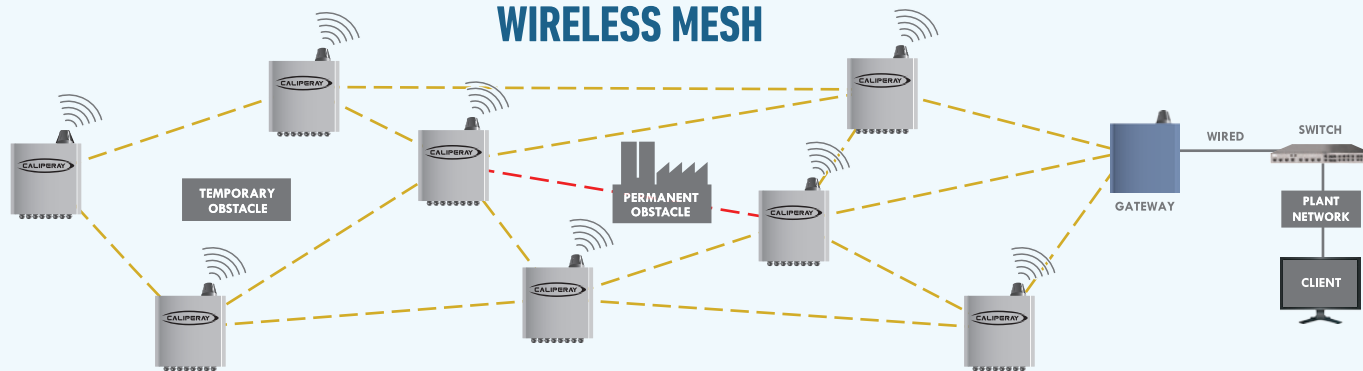 WIRELESS MESH
CALIPERAY
CALIPERAY
CALIPERAY
CALIPERAY
TEMPORARY
OBSTACLE
PERMANENT
OBSTACLE
CALIPERAY
CALIPERAY
CALIPERAY
CALIPERAY
GATEWAY
WIRED
SWITCH
PLANT
NETWORK
CLIENT